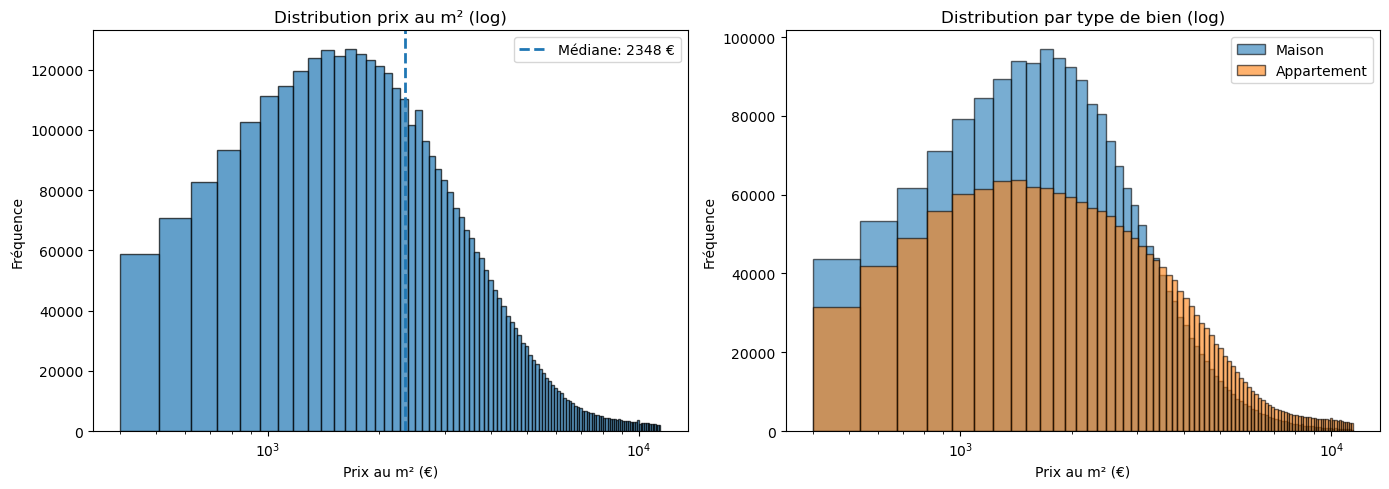 Distribution prix au m² (log)
Médiane: 2348 €
120000
100000
80000
60000
40000
20000
0
Fréquence
10³
10⁴
Prix au m² (€)
Distribution par type de bien (log)
Maison
Appartement
100000
80000
60000
40000
20000
0
Fréquence
10³
10⁴
Prix au m² (€)